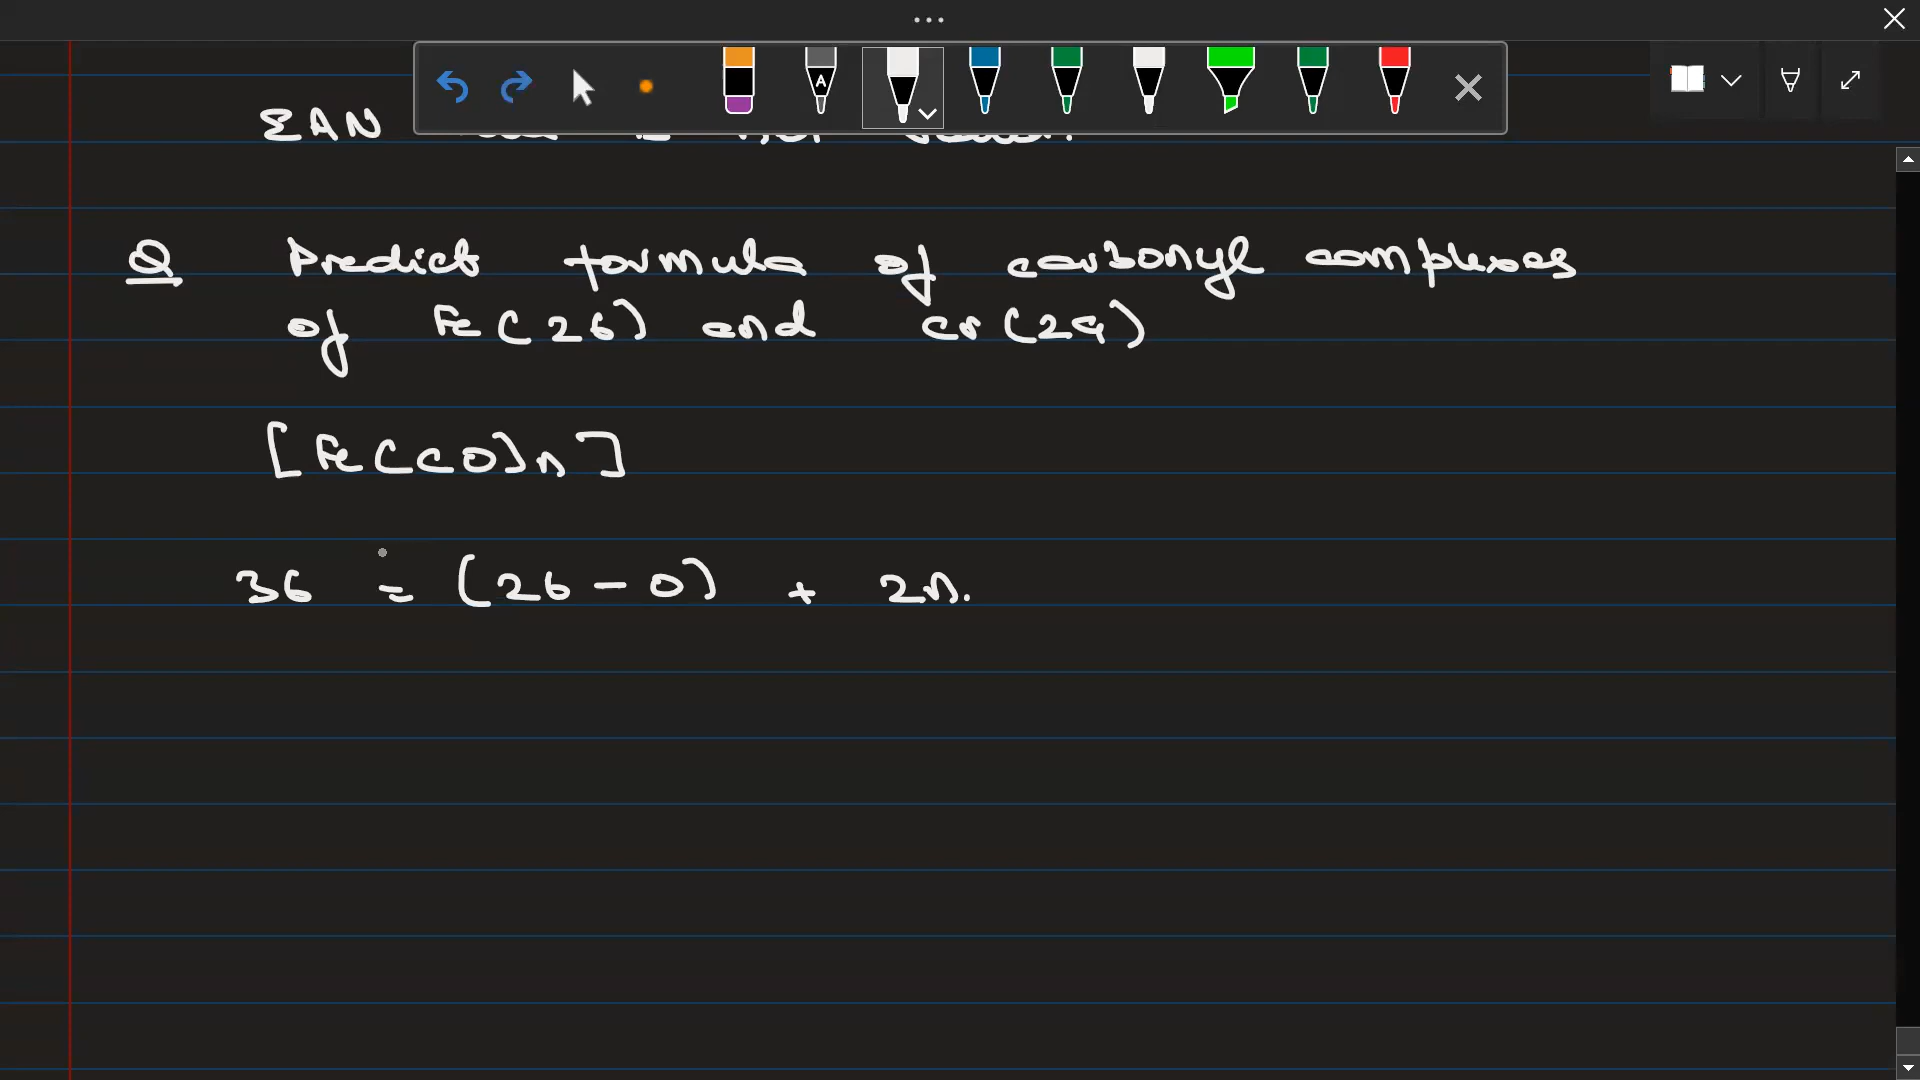 EAN
Q Predict formula of carbonyl complexes
of Fe(26) and cr(24)
[Fe(CO)n]
36 = (26-0) + 2n.